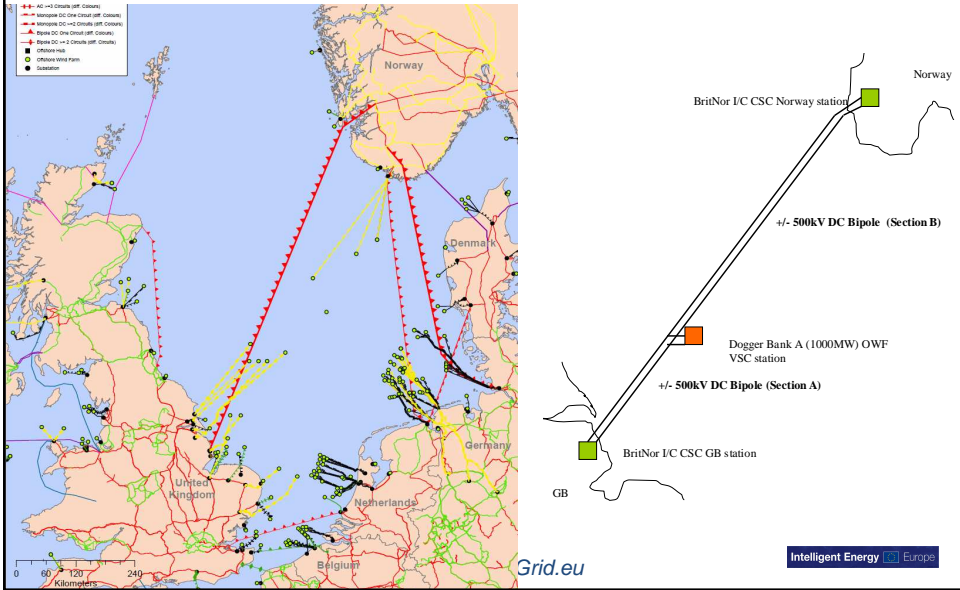 AC >=3 Circuits (diff. Colours)
Monopole DC One Circuit (diff. Colours)
Monopole DC >=2 Circuits (diff. Colours)
Bipole DC One Circuit (diff. Colours)
Bipole DC >= 2 Circuits (diff. Circuits)
Offshore Hub
Offshore Wind Farm
Substation
Norway
Denmark
Germany
United
Kingdom
Netherlands
Belgium
0 60 120 240
Kilometers
Norway
BritNor I/C CSC Norway station
+/- 500kV DC Bipole (Section B)
Dogger Bank A (1000MW) OWF
VSC station
+/- 500kV DC Bipole (Section A)
BritNor I/C CSC GB station
GB
Grid.eu
Intelligent Energy Europe